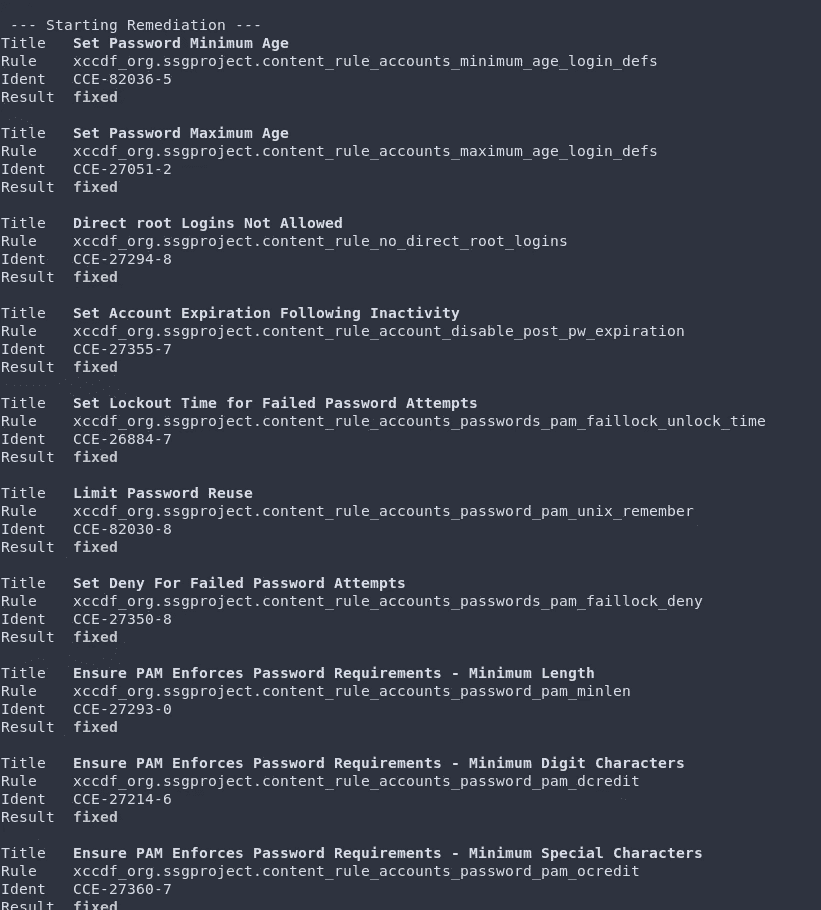 --- Starting Remediation ---
Title Set Password Minimum Age
Rule xccdf_org.ssgproject.content_rule_accounts_minimum_age_login_defs
Ident CCE-82036-5
Result fixed
Title Set Password Maximum Age
Rule xccdf_org.ssgproject.content_rule_accounts_maximum_age_login_defs
Ident CCE-27051-2
Result fixed
Title Direct root Logins Not Allowed
Rule xccdf_org.ssgproject.content_rule_no_direct_root_logins
Ident CCE-27294-8
Result fixed
Title Set Account Expiration Following Inactivity
Rule xccdf_org.ssgproject.content_rule_account_disable_post_pw_expiration
Ident CCE-27355-7
Result fixed
Title Set Lockout Time for Failed Password Attempts
Rule xccdf_org.ssgproject.content_rule_accounts_passwords_pam_faillock_unlock_time
Ident CCE-26884-7
Result fixed
Title Limit Password Reuse
Rule xccdf_org.ssgproject.content_rule_accounts_password_pam_unix_remember
Ident CCE-82030-8
Result fixed
Title Set Deny For Failed Password Attempts
Rule xccdf_org.ssgproject.content_rule_accounts_passwords_pam_faillock_deny
Ident CCE-27350-8
Result fixed
Title Ensure PAM Enforces Password Requirements - Minimum Length
Rule xccdf_org.ssgproject.content_rule_accounts_password_pam_minlen
Ident CCE-27293-0
Result fixed
Title Ensure PAM Enforces Password Requirements - Minimum Digit Characters
Rule xccdf_org.ssgproject.content_rule_accounts_password_pam_dcredit
Ident CCE-27214-6
Result fixed
Title Ensure PAM Enforces Password Requirements - Minimum Special Characters
Rule xccdf_org.ssgproject.content_rule_accounts_password_pam_ocredit
Ident CCE-27360-7
Result fixed